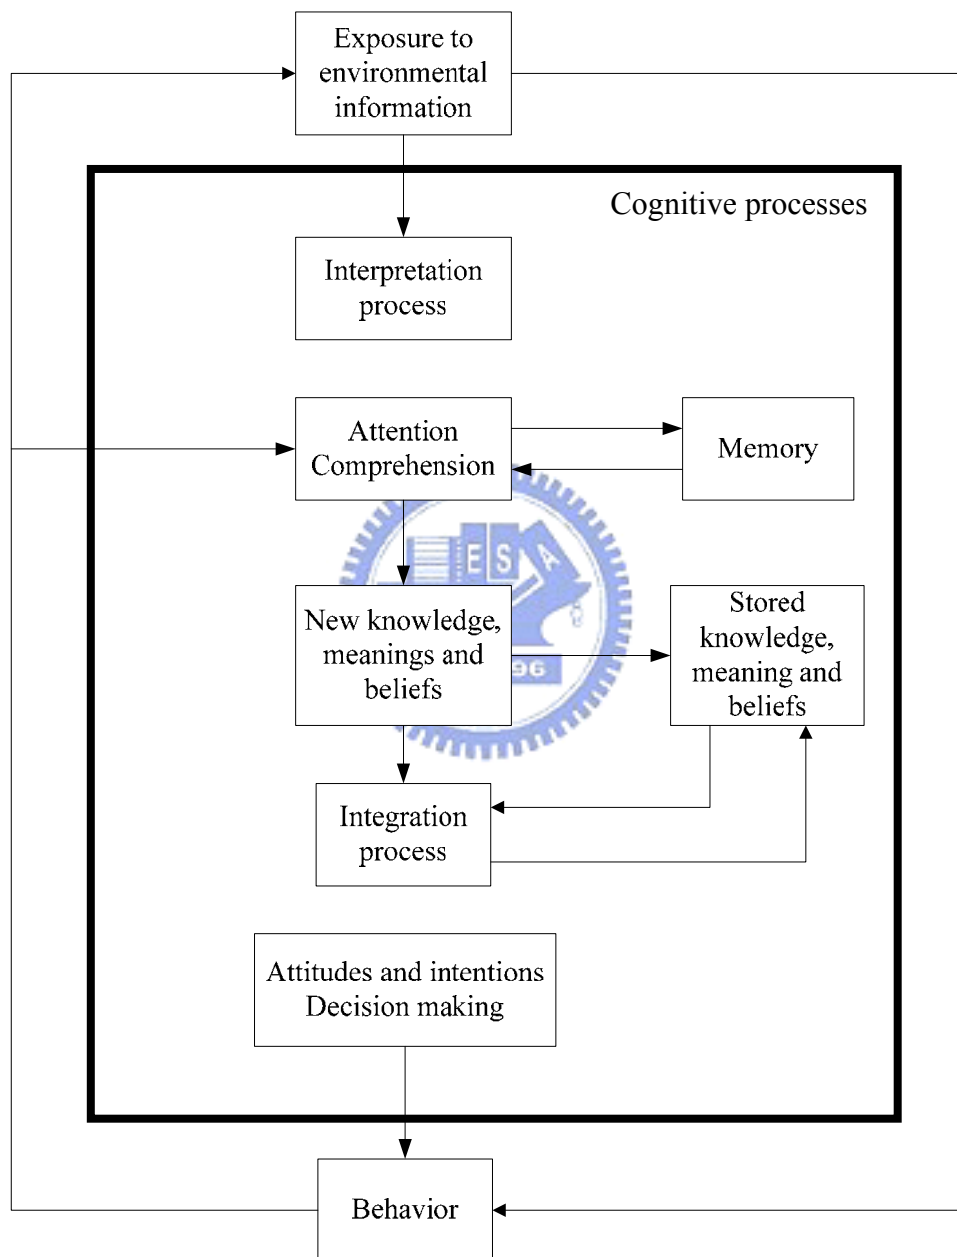 Exposure to
environmental
information
Cognitive processes
Interpretation
process
Attention
Comprehension
Memory
E S A
New knowledge,
meanings and
beliefs
Stored
knowledge,
meaning and
beliefs
96
Integration
process
Attitudes and intentions
Decision making
Behavior